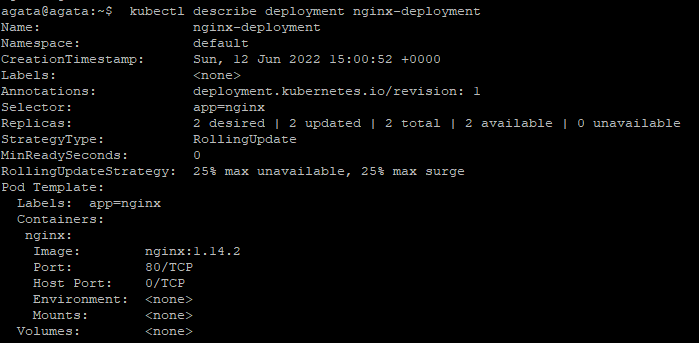 agata@agata:~$  kubectl describe deployment nginx-deployment
Name:                   nginx-deployment
Namespace:              default
CreationTimestamp:      Sun, 12 Jun 2022 15:00:52 +0000
Labels:                 <none>
Annotations:            deployment.kubernetes.io/revision: 1
Selector:               app=nginx
Replicas:               2 desired | 2 updated | 2 total | 2 available | 0 unavailable
StrategyType:           RollingUpdate
MinReadySeconds:        0
RollingUpdateStrategy:  25% max unavailable, 25% max surge
Pod Template:
  Labels:  app=nginx
  Containers:
   nginx:
    Image:        nginx:1.14.2
    Port:         80/TCP
    Host Port:    0/TCP
    Environment:  <none>
    Mounts:       <none>
  Volumes:        <none>